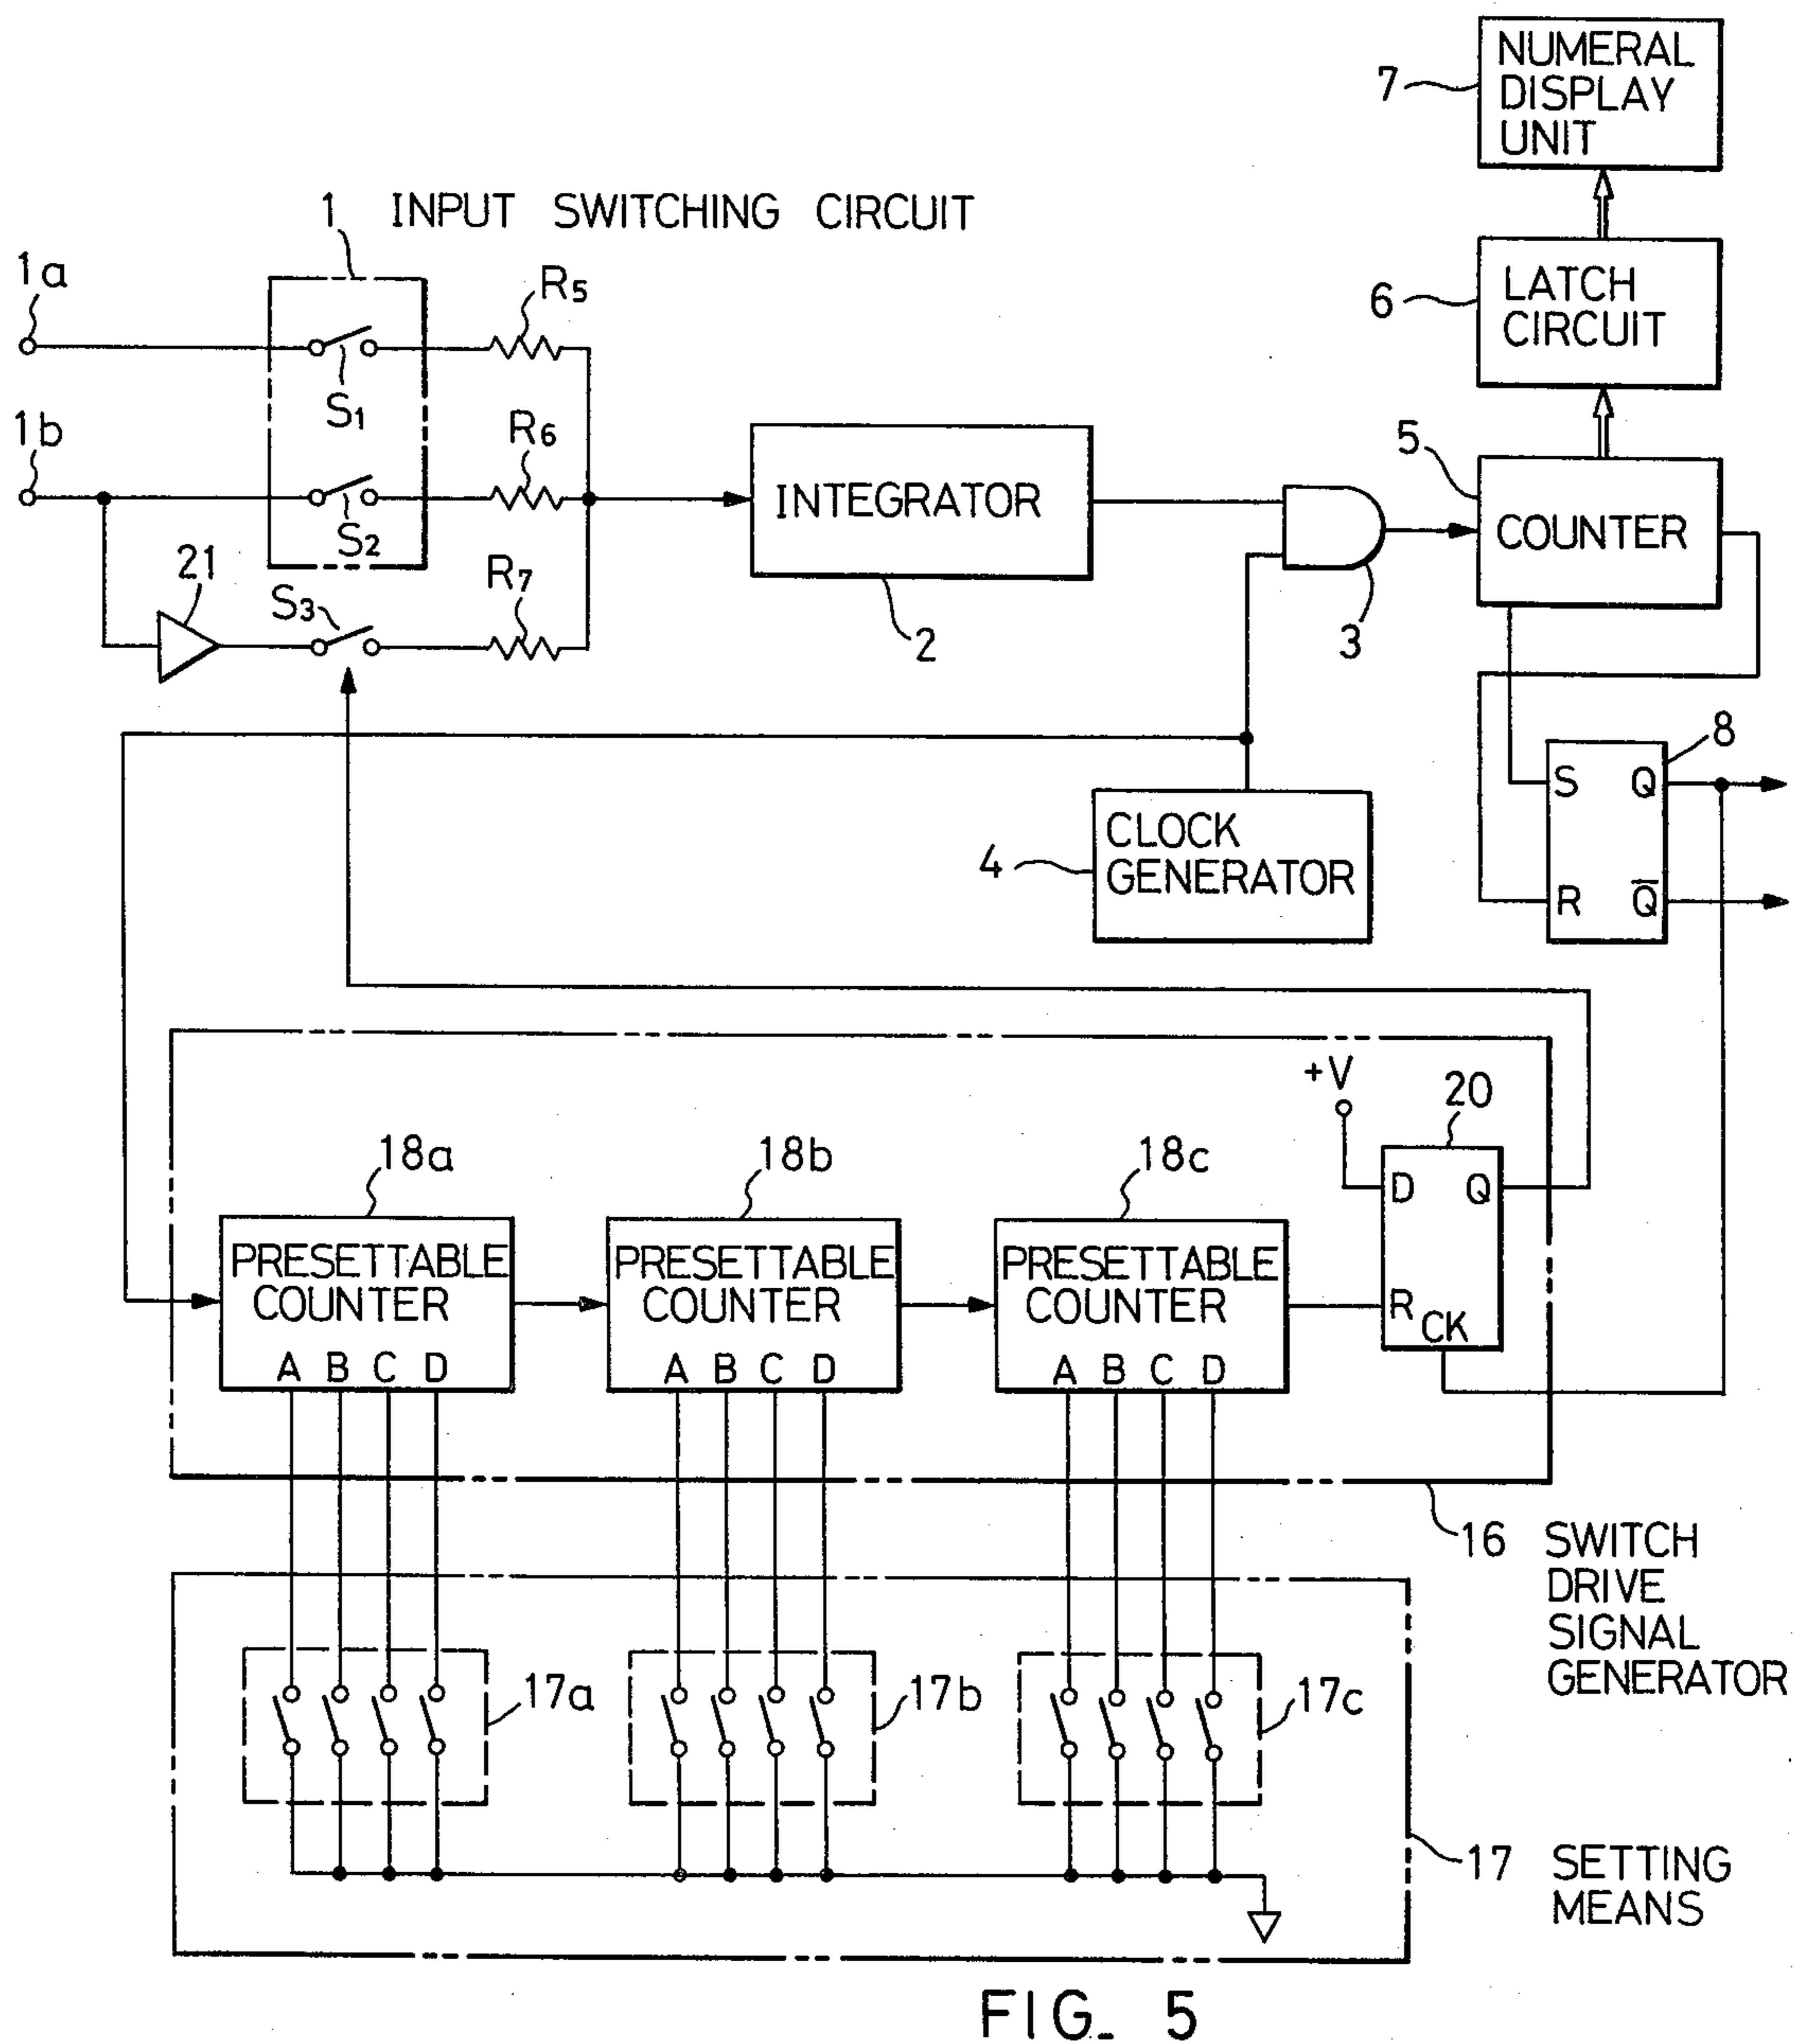 NUMERAL
DISPLAY
UNIT
7
1 INPUT SWITCHING CIRCUIT
1a
R5
S1
6
LATCH
CIRCUIT
1b
R6
S2
INTEGRATOR
2
3
5
COUNTER
21
S3
R7
8
S Q
R Q̅
4
CLOCK
GENERATOR
+V
20
D Q
R CK
18a
PRESETTABLE
COUNTER
A B C D
18b
PRESETTABLE
COUNTER
A B C D
18c
PRESETTABLE
COUNTER
A B C D
16 SWITCH
DRIVE
SIGNAL
GENERATOR
17a
17b
17c
17 SETTING
MEANS
FIG. 5